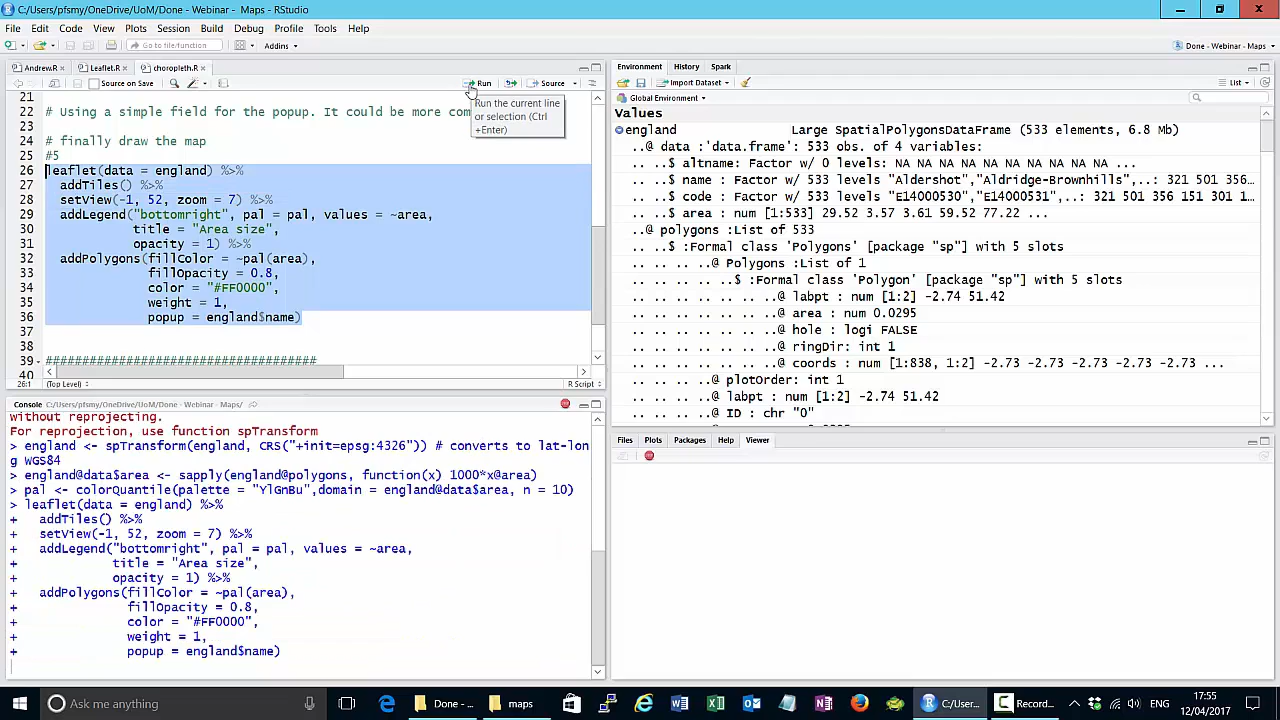 C:/Users/pfsmy/OneDrive/UoM/Done - Webinar - Maps - RStudio
File Edit Code View Plots Session Build Debug Profile Tools Help
Go to file/function Addins Done - Webinar - Maps
Andrew.R Leaflet.R choropleth.R
Source on Save Run Source
Run the current line
or selection (Ctrl
+Enter)
21
22 # Using a simple field for the popup. It could be more com
23
24 # finally draw the map
25 #5
26 leaflet(data = england) %>%
27 addTiles() %>%
28 setView(-1, 52, zoom = 7) %>%
29 addLegend("bottomright", pal = pal, values = ~area,
30 title = "Area size",
31 opacity = 1) %>%
32 addPolygons(fillColor = ~pal(area),
33 fillOpacity = 0.8,
34 color = "#FF0000",
35 weight = 1,
36 popup = england$name)
37
38
39 #####################################
40
26:1 (Top Level) R Script
Console C:/Users/pfsmy/OneDrive/UoM/Done - Webinar - Maps/
without reprojecting.
For reprojection, use function spTransform
> england <- spTransform(england, CRS("+init=epsg:4326")) # converts to lat-lon
g WGS84
> england@data$area <- sapply(england@polygons, function(x) 1000*x@area)
> pal <- colorQuantile(palette = "YlGnBu",domain = england@data$area, n = 10)
> leaflet(data = england) %>%
+ addTiles() %>%
+ setView(-1, 52, zoom = 7) %>%
+ addLegend("bottomright", pal = pal, values = ~area,
+ title = "Area size",
+ opacity = 1) %>%
+ addPolygons(fillColor = ~pal(area),
+ fillOpacity = 0.8,
+ color = "#FF0000",
+ weight = 1,
+ popup = england$name)
Environment History Spark
Import Dataset List
Global Environment
Values
england Large SpatialPolygonsDataFrame (533 elements, 6.8 Mb)
..@ data :'data.frame': 533 obs. of 4 variables:
.. ..$ altname: Factor w/ 0 levels: NA NA NA NA NA NA NA NA NA ...
.. ..$ name : Factor w/ 533 levels "Aldershot","Aldridge-Brownhills",..: 321 501 356…
.. ..$ code : Factor w/ 533 levels "E14000530","E14000531",..: 321 501 356 151 301 1…
.. ..$ area : num [1:533] 29.52 3.57 3.61 59.52 77.22 ...
..@ polygons :List of 533
.. .. ..$ :Formal class 'Polygons' [package "sp"] with 5 slots
.. .. .. .. ..@ Polygons :List of 1
.. .. .. .. .. ..$ :Formal class 'Polygon' [package "sp"] with 5 slots
.. .. .. .. .. .. .. ..@ labpt : num [1:2] -2.74 51.42
.. .. .. .. .. .. .. ..@ area : num 0.0295
.. .. .. .. .. .. .. ..@ hole : logi FALSE
.. .. .. .. .. .. .. ..@ ringDir: int 1
.. .. .. .. .. .. .. ..@ coords : num [1:838, 1:2] -2.73 -2.73 -2.73 -2.73 -2.73 ...
.. .. .. .. ..@ plotOrder: int 1
.. .. .. .. ..@ labpt : num [1:2] -2.74 51.42
.. .. .. .. ..@ ID : chr "0"
Files Plots Packages Help Viewer
Ask me anything Done - ... maps C:/User... Record... ENG 17:55
12/04/2017